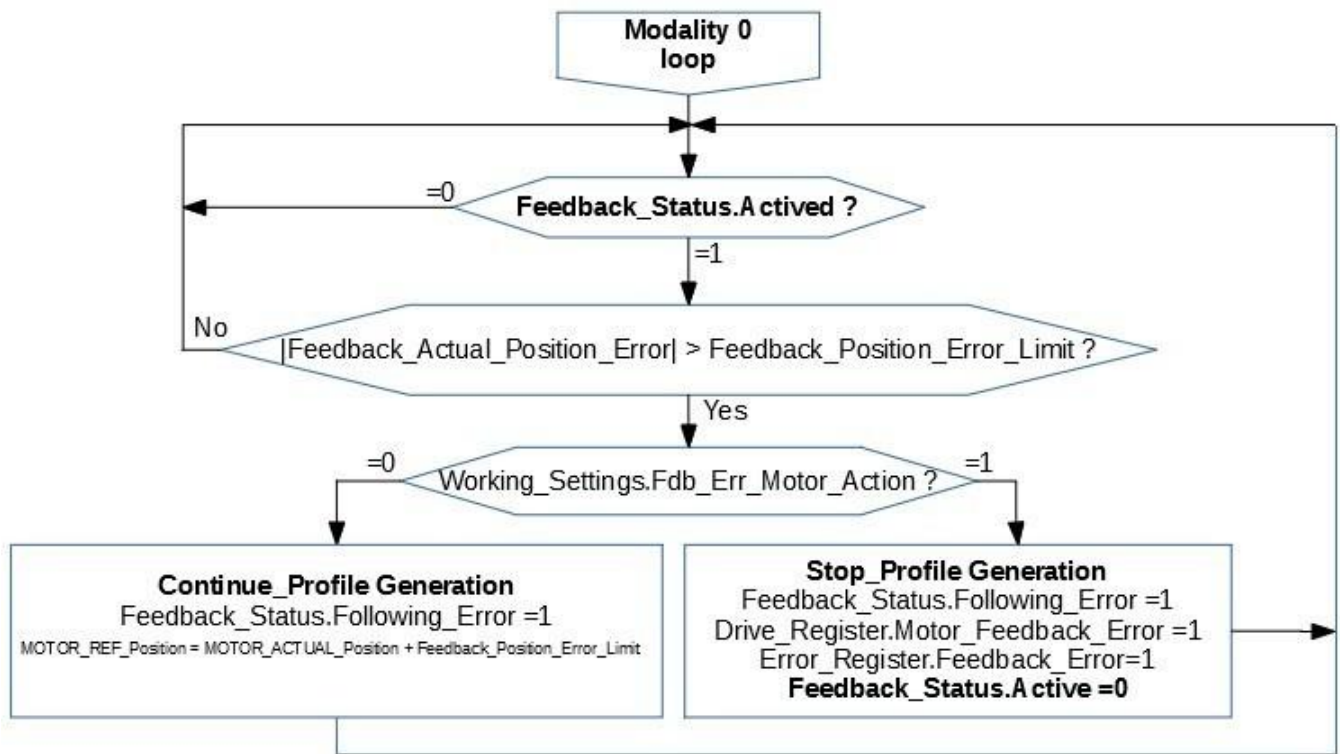 Modality 0
loop
=0
Feedback_Status.Actived ?
=1
No
|Feedback_Actual_Position_Error| > Feedback_Position_Error_Limit ?
Yes
=0
Working_Settings.Fdb_Err_Motor_Action ?
=1
Continue_Profile Generation
Feedback_Status.Following_Error =1
MOTOR_REF_Position = MOTOR_ACTUAL_Position + Feedback_Position_Error_Limit
Stop_Profile Generation
Feedback_Status.Following_Error =1
Drive_Register.Motor_Feedback_Error =1
Error_Register.Feedback_Error=1
Feedback_Status.Active =0